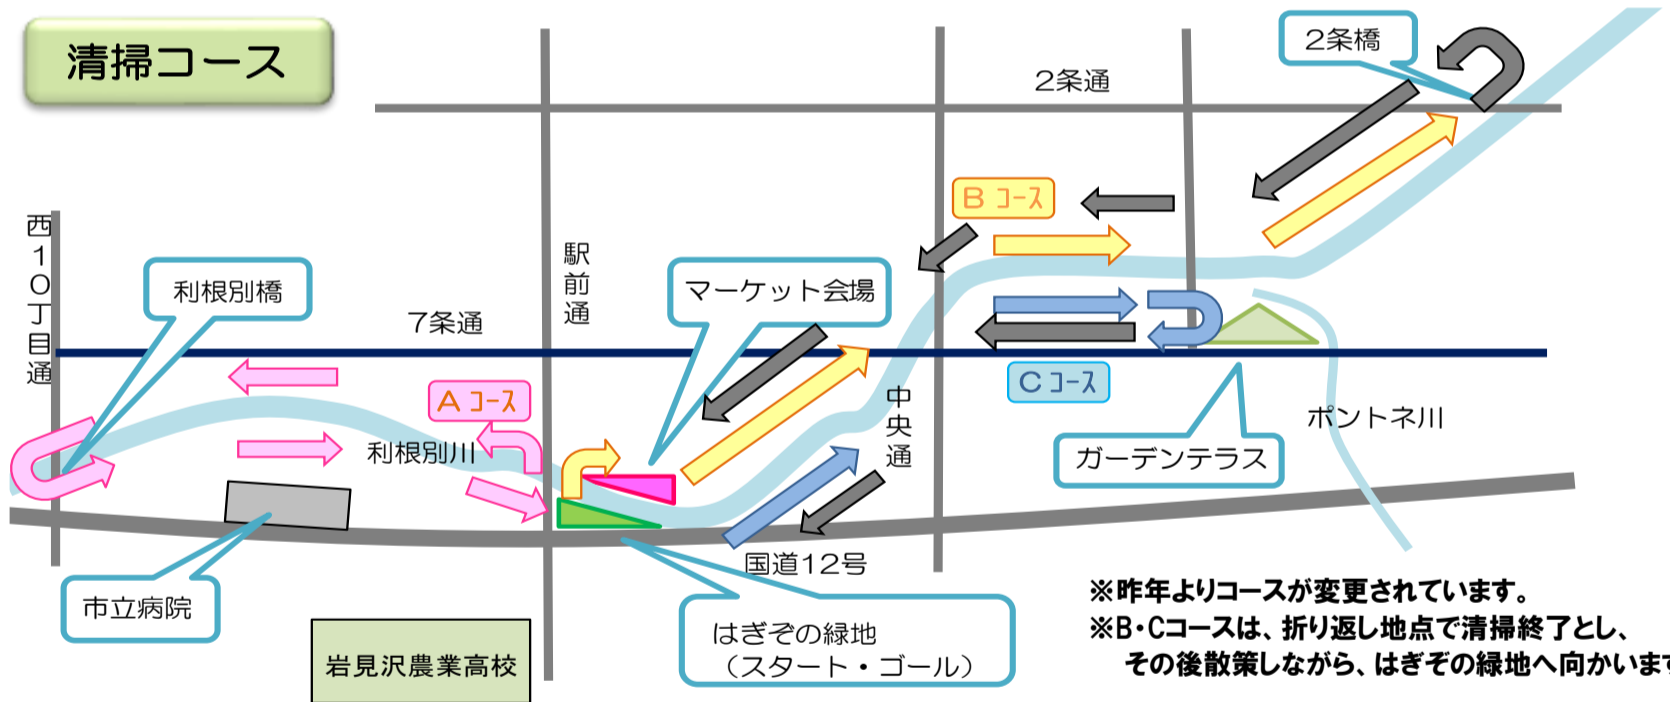 清掃コース
2条橋
2条通
Bコース
西10丁目通
利根別橋
駅前通
マーケット会場
7条通
Aコース
Cコース
中央通
ポントネ川
利根別川
ガーデンテラス
国道12号
市立病院
はぎぞの緑地
（スタート・ゴール）
岩見沢農業高校
※昨年よりコースが変更されています。
※B・Cコースは、折り返し地点で清掃終了とし、
その後散策しながら、はぎぞの緑地へ向かいます